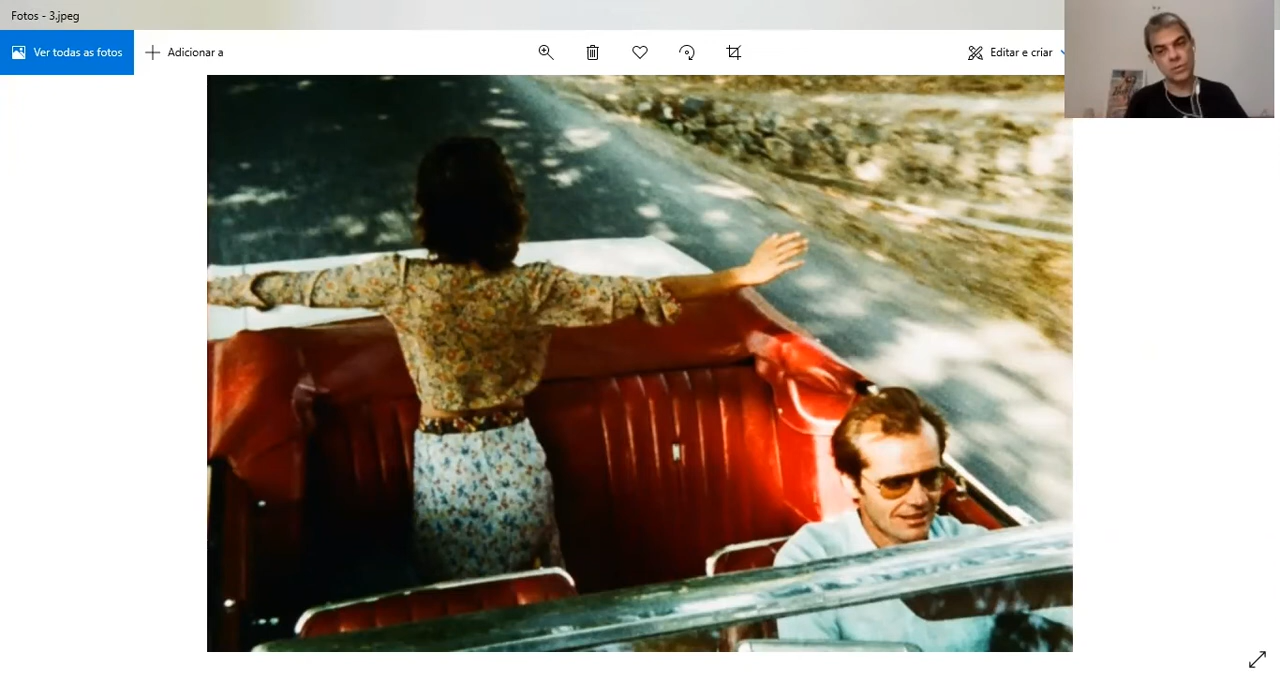 Fotos - 3.jpeg
Ver todas as fotos
Adicionar a
Editar e criar